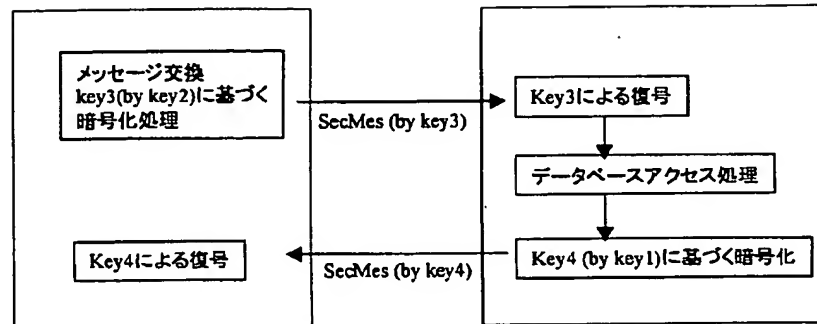 メッセージ交換
key3(by key2)に基づく
暗号化処理
SecMes (by key3)
Key3による復号
データベースアクセス処理
Key4 (by key1)に基づく暗号化
SecMes (by key4)
Key4による復号